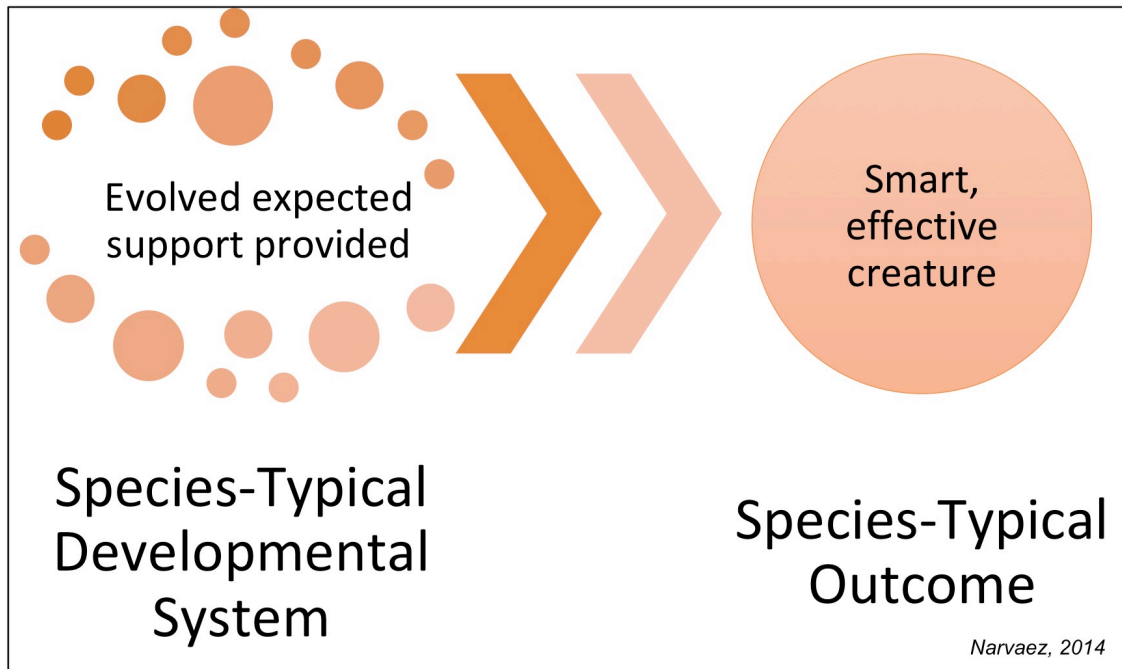 Evolved expected
support provided
Smart,
effective
creature
Species-Typical
Developmental
System
Species-Typical
Outcome
Narvaez, 2014